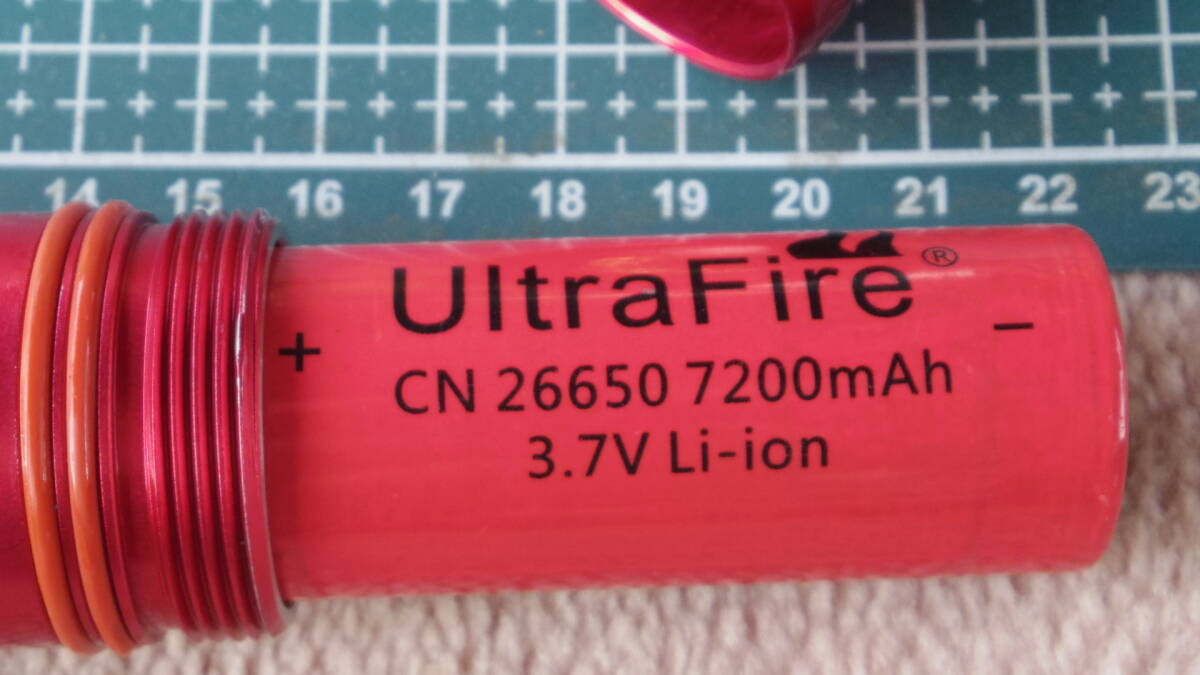 14 15 16 17 18 19 20 21 22 23
UltraFire®
+ −
CN 26650 7200mAh
3.7V Li-ion